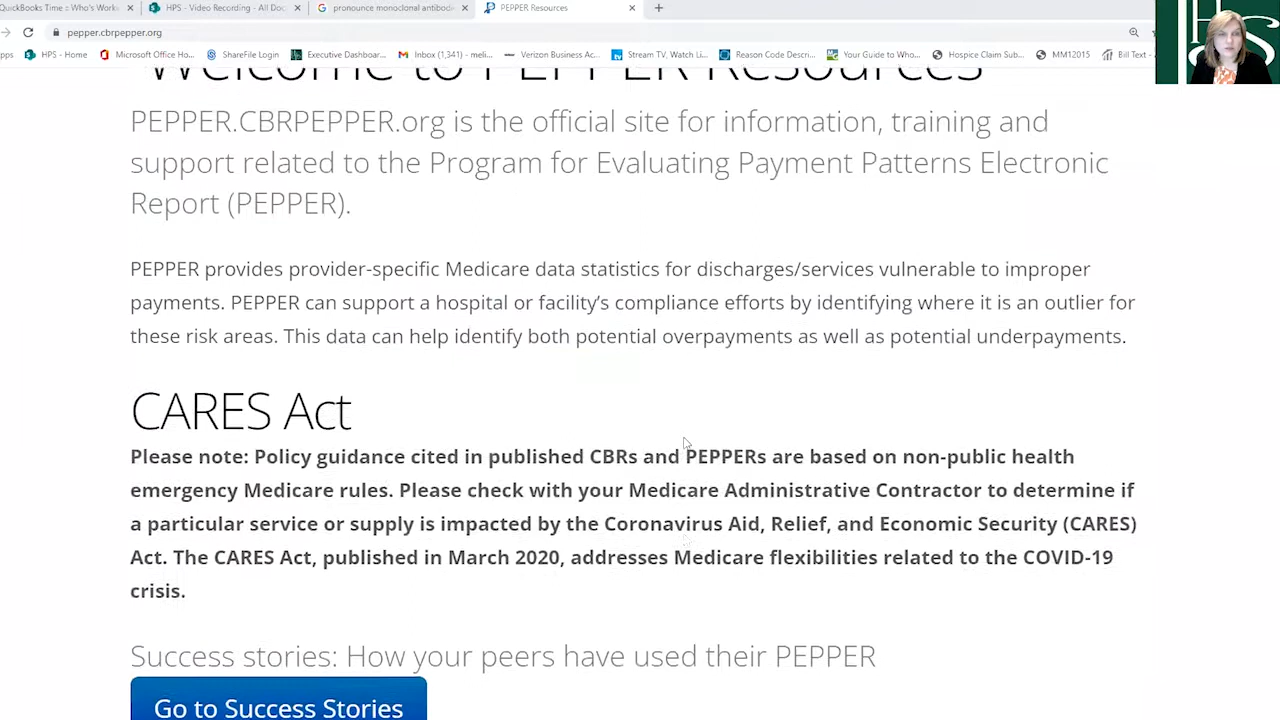 QuickBooks Time :: Who's Work
HPS - Video Recording - All Doc
pronounce monoclonal antibodi
PEPPER Resources
pepper.cbrpepper.org
pps
HPS - Home
Microsoft Office Ho...
ShareFile Login
Executive Dashboar...
Inbox (1,341) - meli...
Verizon Business Ac...
Stream TV, Watch Li...
Reason Code Descri...
Your Guide to Who...
Hospice Claim Sub...
MM12015
Bill Text -
Welcome to PEPPER Resources
PEPPER.CBRPEPPER.org is the official site for information, training and
support related to the Program for Evaluating Payment Patterns Electronic
Report (PEPPER).
PEPPER provides provider-specific Medicare data statistics for discharges/services vulnerable to improper
payments. PEPPER can support a hospital or facility’s compliance efforts by identifying where it is an outlier for
these risk areas. This data can help identify both potential overpayments as well as potential underpayments.
CARES Act
Please note: Policy guidance cited in published CBRs and PEPPERs are based on non-public health
emergency Medicare rules. Please check with your Medicare Administrative Contractor to determine if
a particular service or supply is impacted by the Coronavirus Aid, Relief, and Economic Security (CARES)
Act. The CARES Act, published in March 2020, addresses Medicare flexibilities related to the COVID-19
crisis.
Success stories: How your peers have used their PEPPER
Go to Success Stories